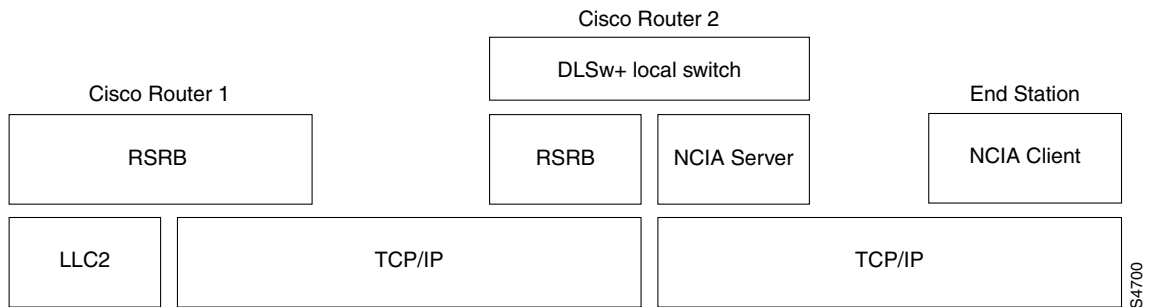 Cisco Router 2
DLSw+ local switch
Cisco Router 1
End Station
RSRB
RSRB
NCIA Server
NCIA Client
LLC2
TCP/IP
TCP/IP
S4700